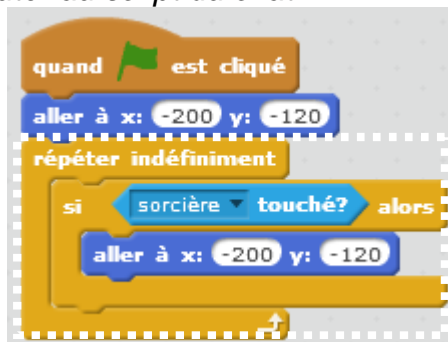 quand est cliqué
aller à x: -200 y: -120
répéter indéfiniment
si sorcière touché? alors
aller à x: -200 y: -120